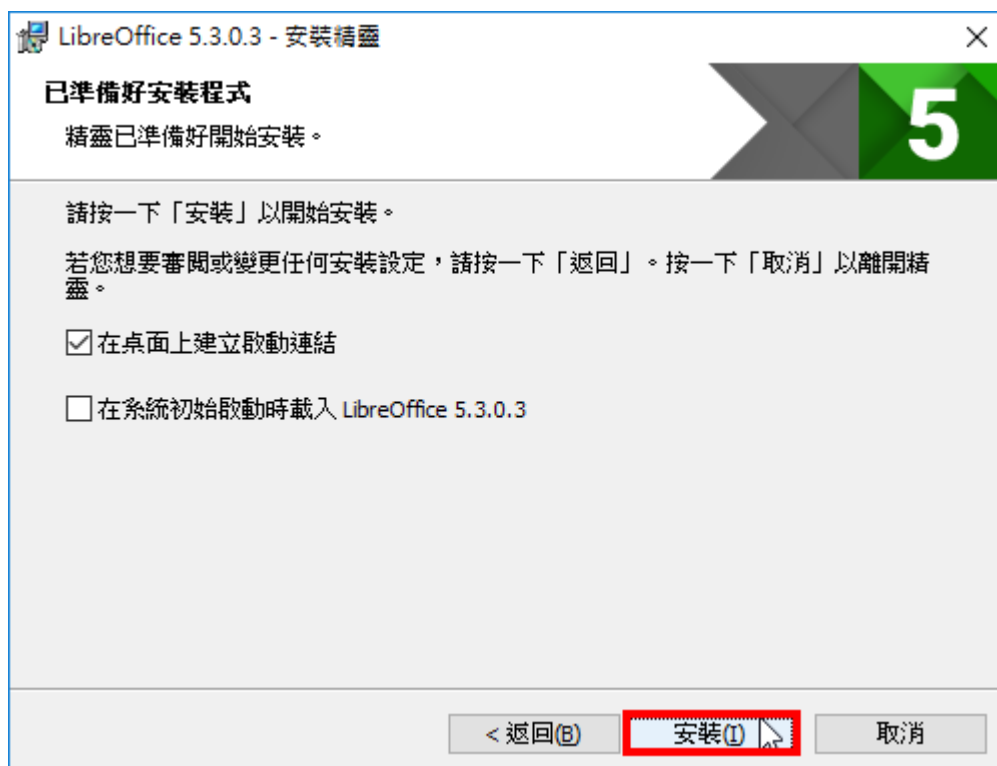 LibreOffice 5.3.0.3 - 安裝精靈
已準備好安裝程式
精靈已準備好開始安裝。
5
請按一下「安裝」以開始安裝。
若您想要審閱或變更任何安裝設定，請按一下「返回」。按一下「取消」以離開精
靈。
在桌面上建立啟動連結
在系統初始啟動時載入 LibreOffice 5.3.0.3
< 返回(B)
安裝(I)
取消